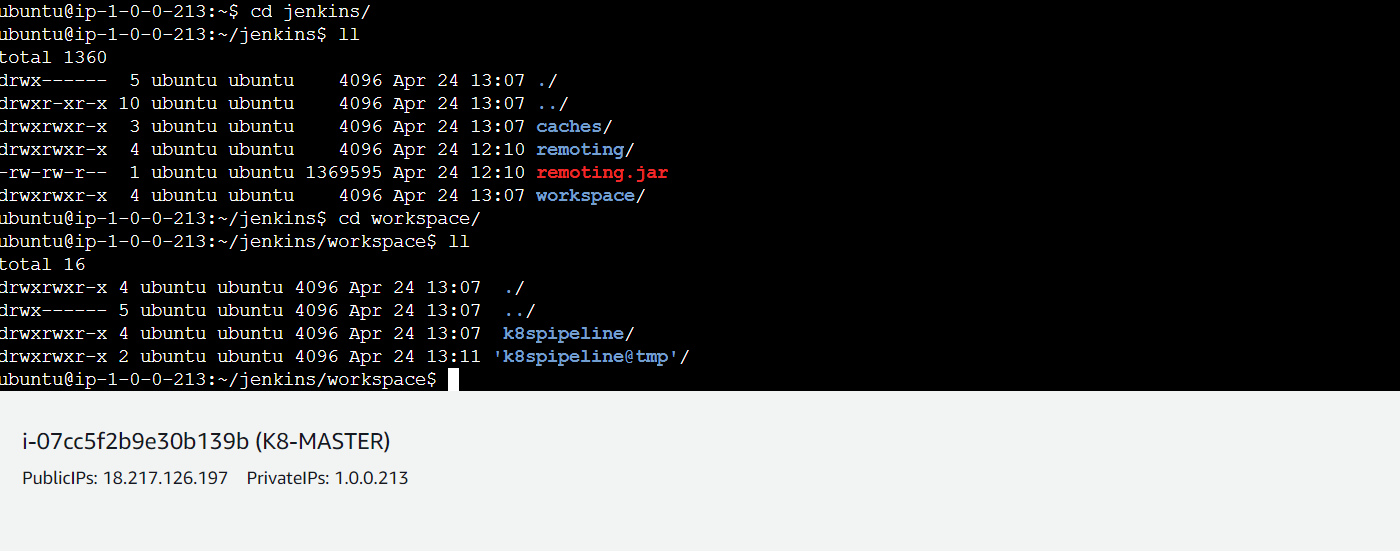 ubuntu@ip-1-0-0-213:~$ cd jenkins/
ubuntu@ip-1-0-0-213:~/jenkins$ ll
total 1360
drwx------  5 ubuntu ubuntu    4096 Apr 24 13:07 ./
drwxr-xr-x 10 ubuntu ubuntu    4096 Apr 24 13:07 ../
drwxrwxr-x  3 ubuntu ubuntu    4096 Apr 24 13:07 caches/
drwxrwxr-x  4 ubuntu ubuntu    4096 Apr 24 12:10 remoting/
-rw-rw-r--  1 ubuntu ubuntu 1369595 Apr 24 12:10 remoting.jar
drwxrwxr-x  4 ubuntu ubuntu    4096 Apr 24 13:07 workspace/
ubuntu@ip-1-0-0-213:~/jenkins$ cd workspace/
ubuntu@ip-1-0-0-213:~/jenkins/workspace$ ll
total 16
drwxrwxr-x 4 ubuntu ubuntu 4096 Apr 24 13:07  ./
drwx------ 5 ubuntu ubuntu 4096 Apr 24 13:07  ../
drwxrwxr-x 4 ubuntu ubuntu 4096 Apr 24 13:07  k8spipeline/
drwxrwxr-x 2 ubuntu ubuntu 4096 Apr 24 13:11 'k8spipeline@tmp'/
ubuntu@ip-1-0-0-213:~/jenkins/workspace$
i-07cc5f2b9e30b139b (K8-MASTER)
PublicIPs: 18.217.126.197    PrivateIPs: 1.0.0.213